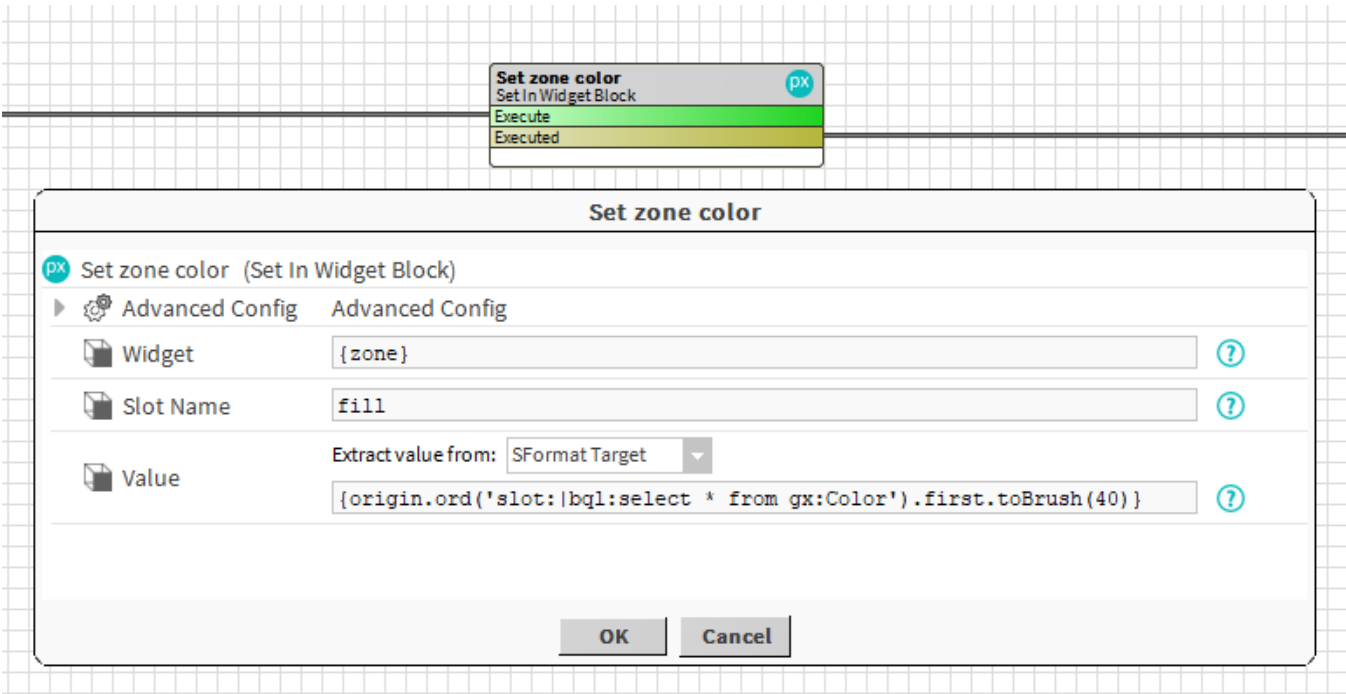 Set zone color
px
Set In Widget Block
Execute
Executed
Set zone color
px Set zone color (Set In Widget Block)
Advanced Config Advanced Config
Widget {zone} ?
Slot Name fill ?
Extract value from: SFormat Target
Value {origin.ord('slot:|bql:select * from gx:Color').first.toBrush(40)} ?
OK Cancel